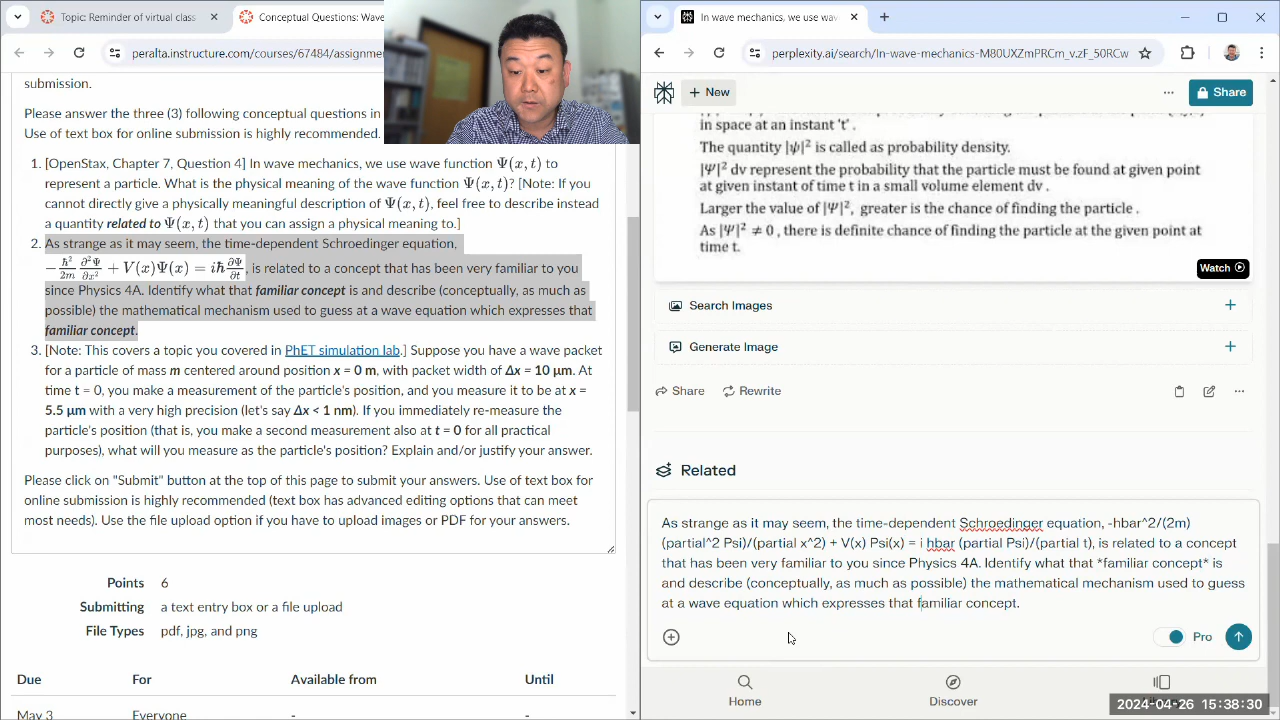 Topic Reminder of virtual class
Conceptual Questions: Wave
peralta.instructure.com/courses/67484/assignme
submission.
Please answer the three (3) following conceptual questions in
Use of text box for online submission is highly recommended.
1. [OpenStax, Chapter 7, Question 4] In wave mechanics, we use wave function Ψ(x, t) to
represent a particle. What is the physical meaning of the wave function Ψ(x, t)? [Note: If you
cannot directly give a physically meaningful description of Ψ(x, t), feel free to describe instead
a quantity related to Ψ(x, t) that you can assign a physical meaning to.]
2. As strange as it may seem, the time-dependent Schroedinger equation,
−ħ²/2m ∂²Ψ/∂x² + V(x)Ψ(x) = iħ ∂Ψ/∂t, is related to a concept that has been very familiar to you
since Physics 4A. Identify what that familiar concept is and describe (conceptually, as much as
possible) the mathematical mechanism used to guess at a wave equation which expresses that
familiar concept.
3. [Note: This covers a topic you covered in PhET simulation lab.] Suppose you have a wave packet
for a particle of mass m centered around position x = 0 m, with packet width of Δx = 10 μm. At
time t = 0, you make a measurement of the particle's position, and you measure it to be at x =
5.5 μm with a very high precision (let's say Δx < 1 nm). If you immediately re-measure the
particle's position (that is, you make a second measurement also at t = 0 for all practical
purposes), what will you measure as the particle's position? Explain and/or justify your answer.
Please click on "Submit" button at the top of this page to submit your answers. Use of text box for
online submission is highly recommended (text box has advanced editing options that can meet
most needs). Use the file upload option if you have to upload images or PDF for your answers.
Points 6
Submitting a text entry box or a file upload
File Types pdf, jpg, and png
Due For Available from Until
May 3 Everyone - -
In wave mechanics, we use wav
perplexity.ai/search/In-wave-mechanics-M80UXZmPRCm_v.2l_50RCw
New
Share
in space at an instant 't'.
The quantity |ψ|² is called as probability density.
|Ψ|² dv represent the probability that the particle must be found at given point
at given instant of time t in a small volume element dv .
Larger the value of |Ψ|², greater is the chance of finding the particle .
As |Ψ|² ≠ 0 , there is definite chance of finding the particle at the given point at
time t.
Watch
Search Images
Generate Image
Share Rewrite
Related
As strange as it may seem, the time-dependent Schroedinger equation, -hbar^2/(2m)
(partial^2 Psi)/(partial x^2) + V(x) Psi(x) = i hbar (partial Psi)/(partial t), is related to a concept
that has been very familiar to you since Physics 4A. Identify what that *familiar concept* is
and describe (conceptually, as much as possible) the mathematical mechanism used to guess
at a wave equation which expresses that familiar concept.
Pro
Home Discover
2024-04-26 15:38:30